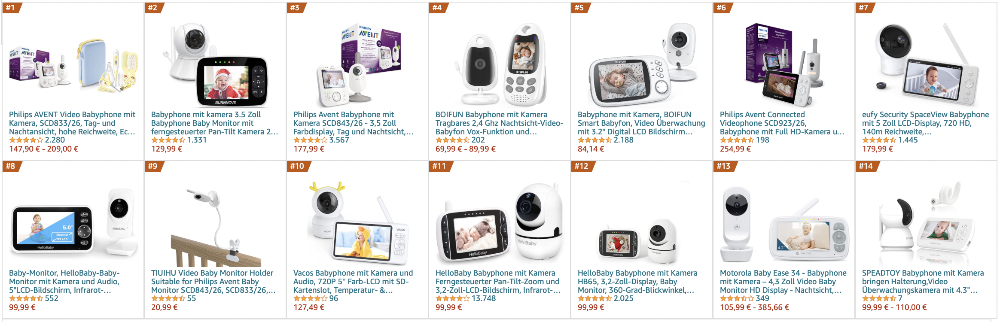 #1
#2
#3
#4
#5
#6
#7
PHILIPS
AVENT
BURNNOVE
PHILIPS
AVENT
BOIFUN
BOIFUN
PHILIPS
AVENT
Philips AVENT Video Babyphone mit
Kamera, SCD833/26, Tag- und
Nachtansicht, hohe Reichweite, Ec...
2.280
147,90 € - 209,00 €
Babyphone mit kamera 3.5 Zoll
Babyphone Baby Monitor mit
ferngesteuerter Pan-Tilt Kamera 2...
1.331
129,99 €
Philips Avent Babyphone mit
Kamera SCD843/26 - 3,5 Zoll
Farbdisplay, Tag und Nachtsicht,...
3.567
177,99 €
BOIFUN Babyphone mit Kamera
Tragbares 2,4 Ghz Nachtsicht-Video-
Babyfon Vox-Funktion und...
202
69,99 € - 89,99 €
Babyphone mit Kamera, BOIFUN
Smart Babyfon, Video Überwachung
mit 3.2" Digital LCD Bildschirm...
2.188
84,14 €
Philips Avent Connected
Videophone SCD923/26,
Babyphone mit Full HD-Kamera u...
198
254,99 €
eufy Security SpaceView Babyphone
mit 5 Zoll LCD-Display, 720 HD,
140m Reichweite,...
1.445
179,99 €
#8
#9
#10
#11
#12
#13
#14
5.0"
Diagonal
TFT LCD
HelloBaby
HelloBaby
VACOS
VACOS
HelloBaby
HelloBaby
4.3"
motorola
Baby-Monitor, HelloBaby-Baby-
Monitor mit Kamera und Audio,
5"LCD-Bildschirm, Infrarot-...
552
99,99 €
TIUIHU Video Baby Monitor Holder
Suitable for Philips Avent Baby
Monitor SCD843/26, SCD833/26,...
55
20,99 €
Vacos Babyphone mit Kamera und
Audio, 720P 5" Farb-LCD mit SD-
Kartenslot, Temperatur- &...
96
127,49 €
HelloBaby Babyphone mit Kamera
Ferngesteuerter Pan-Tilt-Zoom und
3,2-Zoll-LCD-Bildschirm, Infrarot-...
13.748
99,99 €
HelloBaby Babyphone mit Kamera
HB65, 3,2-Zoll-Display, Baby
Monitor, 360-Grad-Blickwinkel,...
2.025
99,99 €
Motorola Baby Ease 34 - Babyphone
mit Kamera – 4,3 Zoll Video Baby
Monitor HD Display - Nachtsicht,...
349
105,99 € - 385,66 €
SPEADTOY Babyphone mit Kamera
bringen Halterung,Video
Überwachungskamera mit 4.3"...
7
99,99 € - 110,00 €